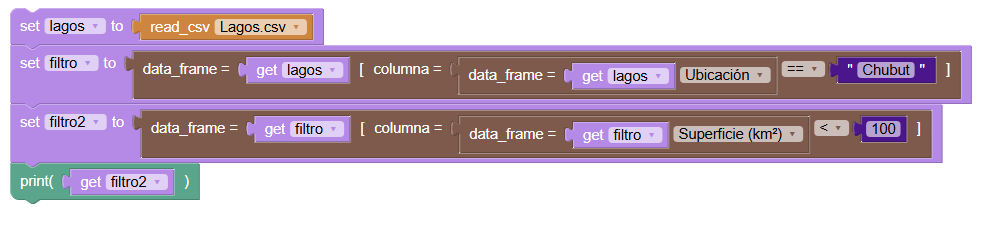 set lagos to read_csv Lagos.csv
set filtro to data_frame = get lagos [ columna = data_frame = get lagos Ubicación == " Chubut " ]
set filtro2 to data_frame = get filtro [ columna = data_frame = get filtro Superficie (km²) < 100 ]
print( get filtro2 )